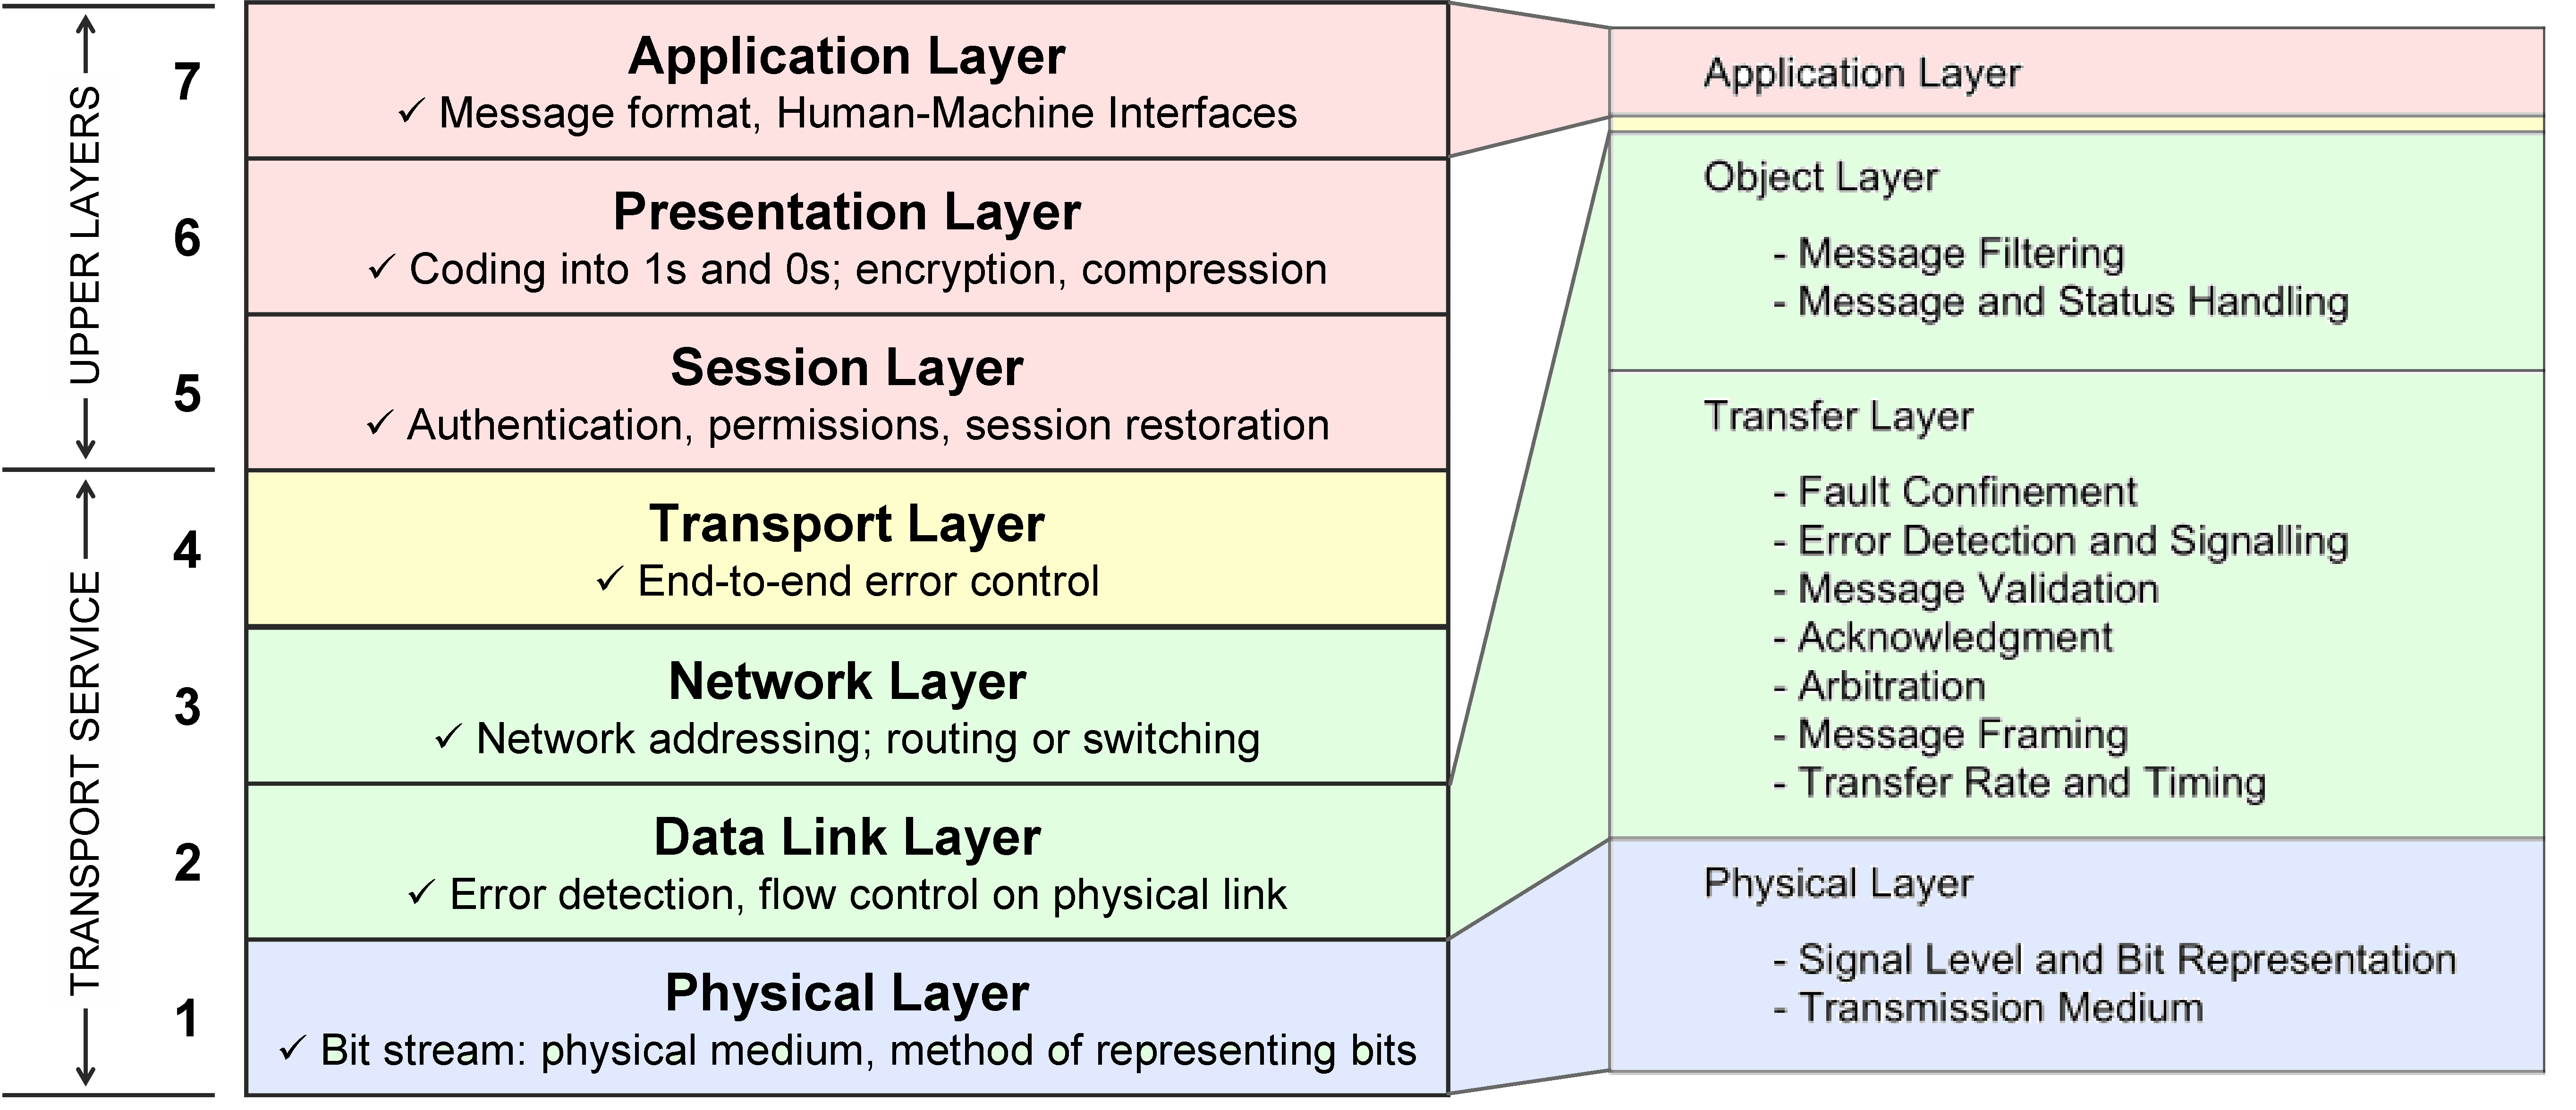 UPPER LAYERS
7
Application Layer
✓ Message format, Human-Machine Interfaces
6
Presentation Layer
✓ Coding into 1s and 0s; encryption, compression
5
Session Layer
✓ Authentication, permissions, session restoration
TRANSPORT SERVICE
4
Transport Layer
✓ End-to-end error control
3
Network Layer
✓ Network addressing; routing or switching
2
Data Link Layer
✓ Error detection, flow control on physical link
1
Physical Layer
✓ Bit stream: physical medium, method of representing bits
Application Layer
Object Layer
- Message Filtering
- Message and Status Handling
Transfer Layer
- Fault Confinement
- Error Detection and Signalling
- Message Validation
- Acknowledgment
- Arbitration
- Message Framing
- Transfer Rate and Timing
Physical Layer
- Signal Level and Bit Representation
- Transmission Medium